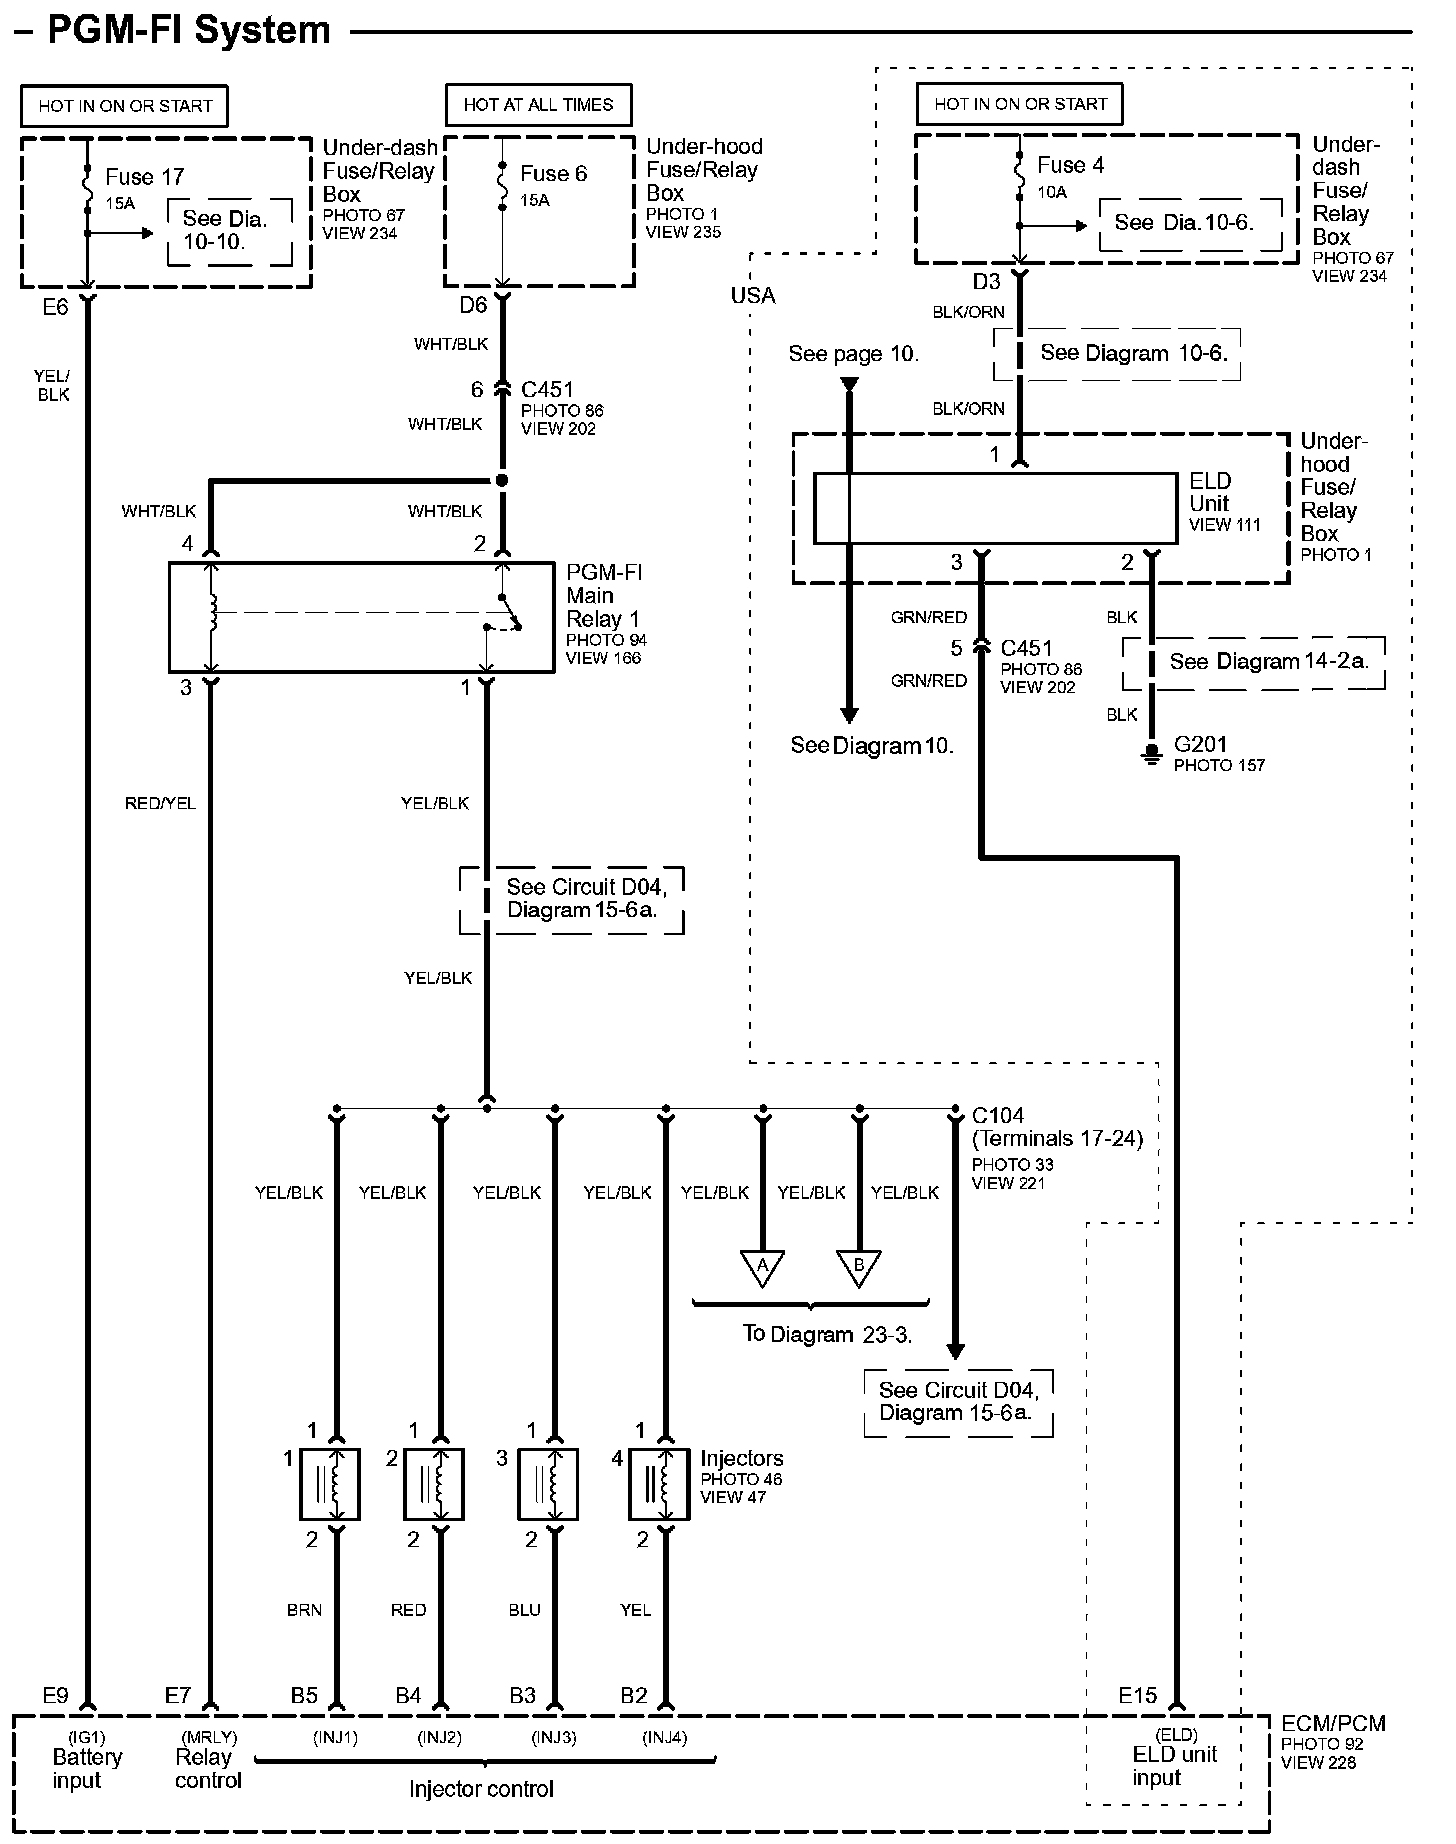 PGM-FI System
HOT IN ON OR START
HOT AT ALL TIMES
HOT IN ON OR START
Fuse 17
15A
See Dia.
10-10.
Under-dash
Fuse/Relay
Box
PHOTO 67
VIEW 234
Fuse 6
15A
Under-hood
Fuse/Relay
Box
PHOTO 1
VIEW 235
Fuse 4
10A
See Dia. 10-6.
Under-
dash
Fuse/
Relay
Box
PHOTO 67
VIEW 234
E6
D6
USA
D3
BLK/ORN
WHT/BLK
See page 10.
See Diagram 10-6.
YEL/
BLK
6
C451
PHOTO 86
VIEW 202
WHT/BLK
BLK/ORN
1
Under-
hood
Fuse/
Relay
Box
PHOTO 1
ELD
Unit
VIEW 111
WHT/BLK
WHT/BLK
4
2
3
2
PGM-FI
Main
Relay 1
PHOTO 94
VIEW 166
GRN/RED
BLK
5
C451
PHOTO 86
VIEW 202
See Diagram 14-2a.
GRN/RED
3
1
BLK
See Diagram 10.
G201
PHOTO 157
RED/YEL
YEL/BLK
See Circuit D04,
Diagram 15-6a.
YEL/BLK
C104
(Terminals 17-24)
PHOTO 33
VIEW 221
YEL/BLK
YEL/BLK
YEL/BLK
YEL/BLK
YEL/BLK
YEL/BLK
YEL/BLK
A
B
To Diagram 23-3.
See Circuit D04,
Diagram 15-6a.
1
1
1
1
1
2
3
4
Injectors
PHOTO 46
VIEW 47
2
2
2
2
BRN
RED
BLU
YEL
E9
E7
B5
B4
B3
B2
E15
(IG1)
Battery
input
(MRLY)
Relay
control
(INJ1)
(INJ2)
(INJ3)
(INJ4)
Injector control
(ELD)
ELD unit
input
ECM/PCM
PHOTO 92
VIEW 228